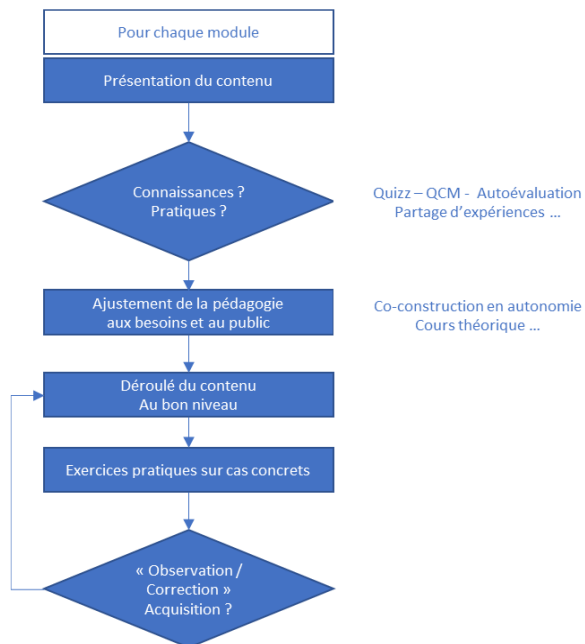 Pour chaque module
Présentation du contenu
Connaissances ?
Pratiques ?
Quizz – QCM - Autoévaluation
Partage d’expériences …
Ajustement de la pédagogie
aux besoins et au public
Co-construction en autonomie
Cours théorique …
Déroulé du contenu
Au bon niveau
Exercices pratiques sur cas concrets
« Observation /
Correction »
Acquisition ?